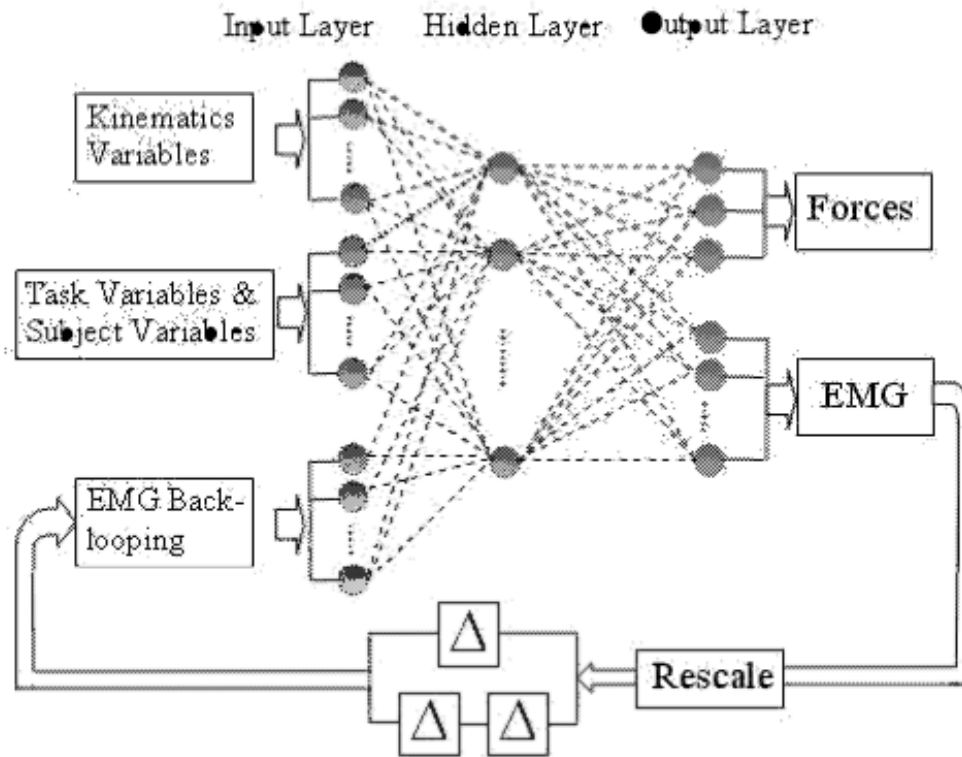 Input Layer Hidden Layer Output Layer
Kinematics
Variables
Forces
Task Variables &
Subject Variables
EMG
EMG Back-
looping
Δ
Rescale
Δ Δ